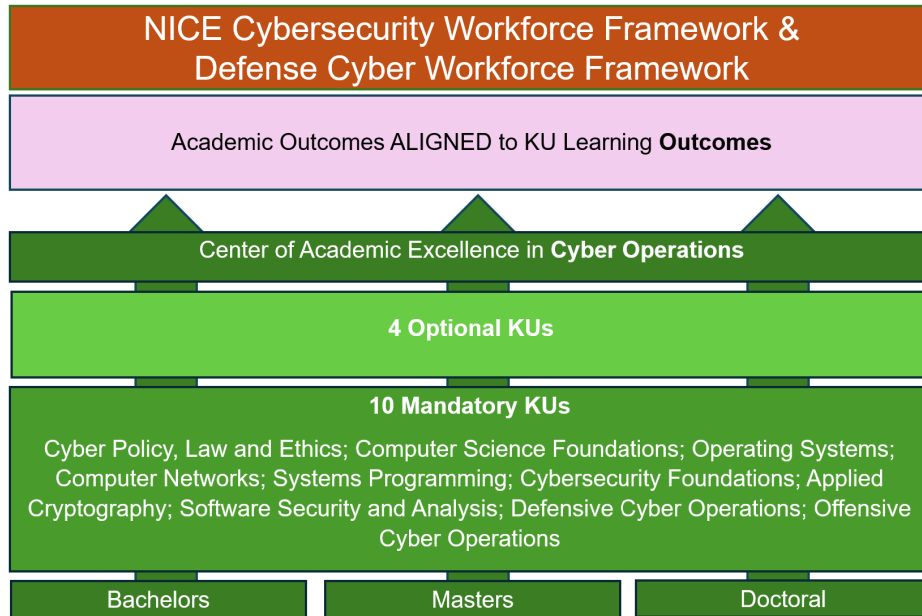 NICE Cybersecurity Workforce Framework &
Defense Cyber Workforce Framework
Academic Outcomes ALIGNED to KU Learning Outcomes
Center of Academic Excellence in Cyber Operations
4 Optional KUs
10 Mandatory KUs
Cyber Policy, Law and Ethics; Computer Science Foundations; Operating Systems;
Computer Networks; Systems Programming; Cybersecurity Foundations; Applied
Cryptography; Software Security and Analysis; Defensive Cyber Operations; Offensive
Cyber Operations
Bachelors
Masters
Doctoral